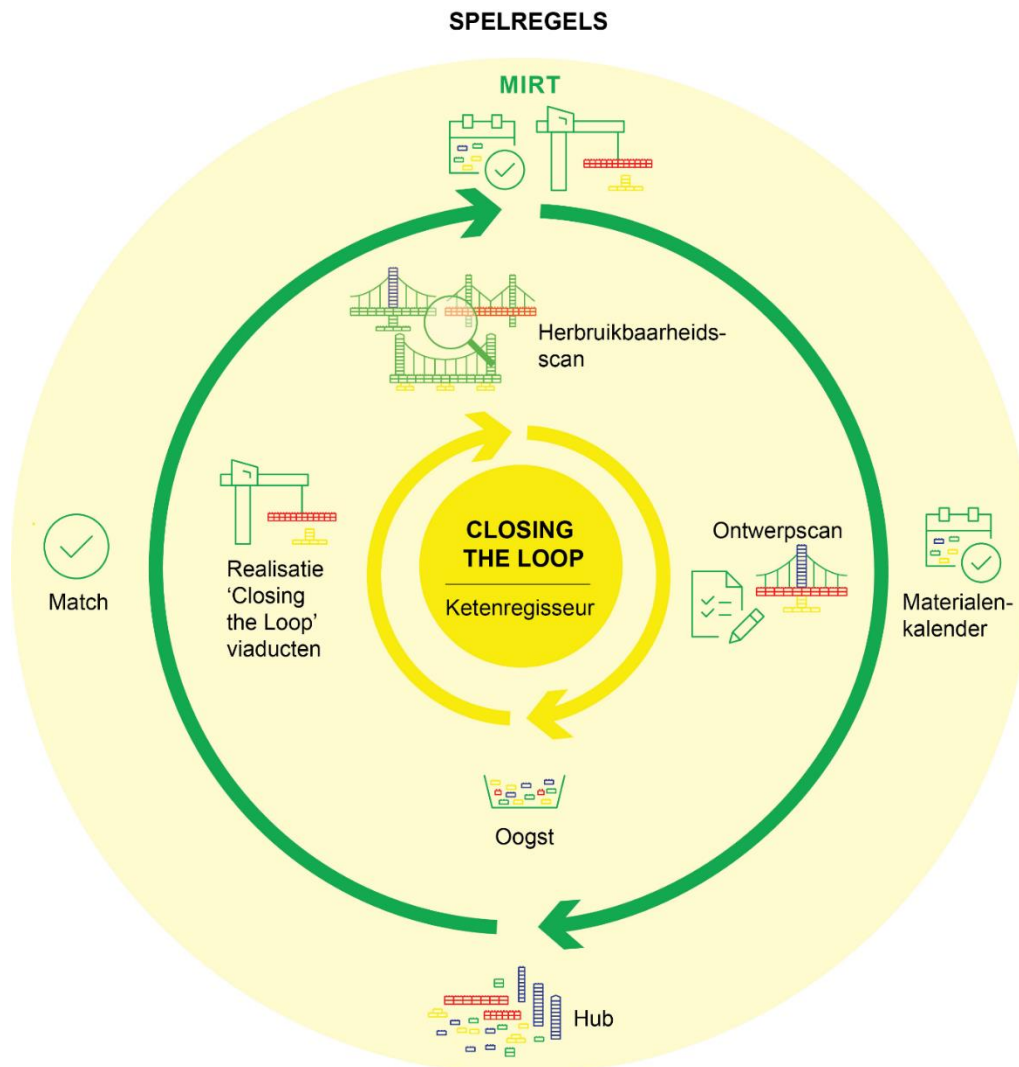 SPELREGELS
MIRT
Herbruikbaarheids-
scan
CLOSING
THE LOOP
Ketenregisseur
Ontwerpscan
Materialen-
kalender
Match
Realisatie
‘Closing
the Loop’
viaducten
Oogst
Hub